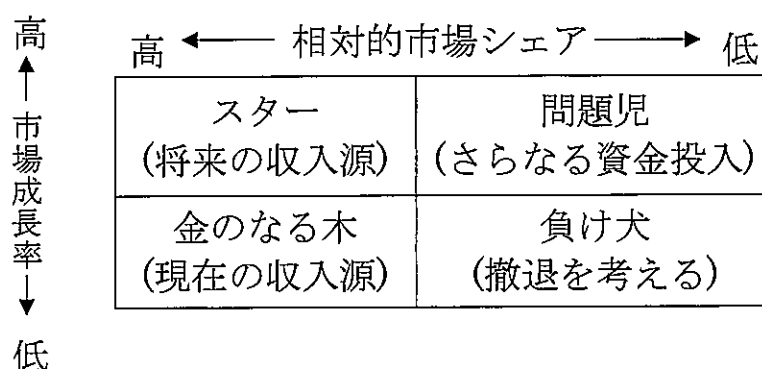 高
市場成長率
低
高 相対的市場シェア 低
スター
(将来の収入源)
問題児
(さらなる資金投入)
金のなる木
(現在の収入源)
負け犬
(撤退を考える)